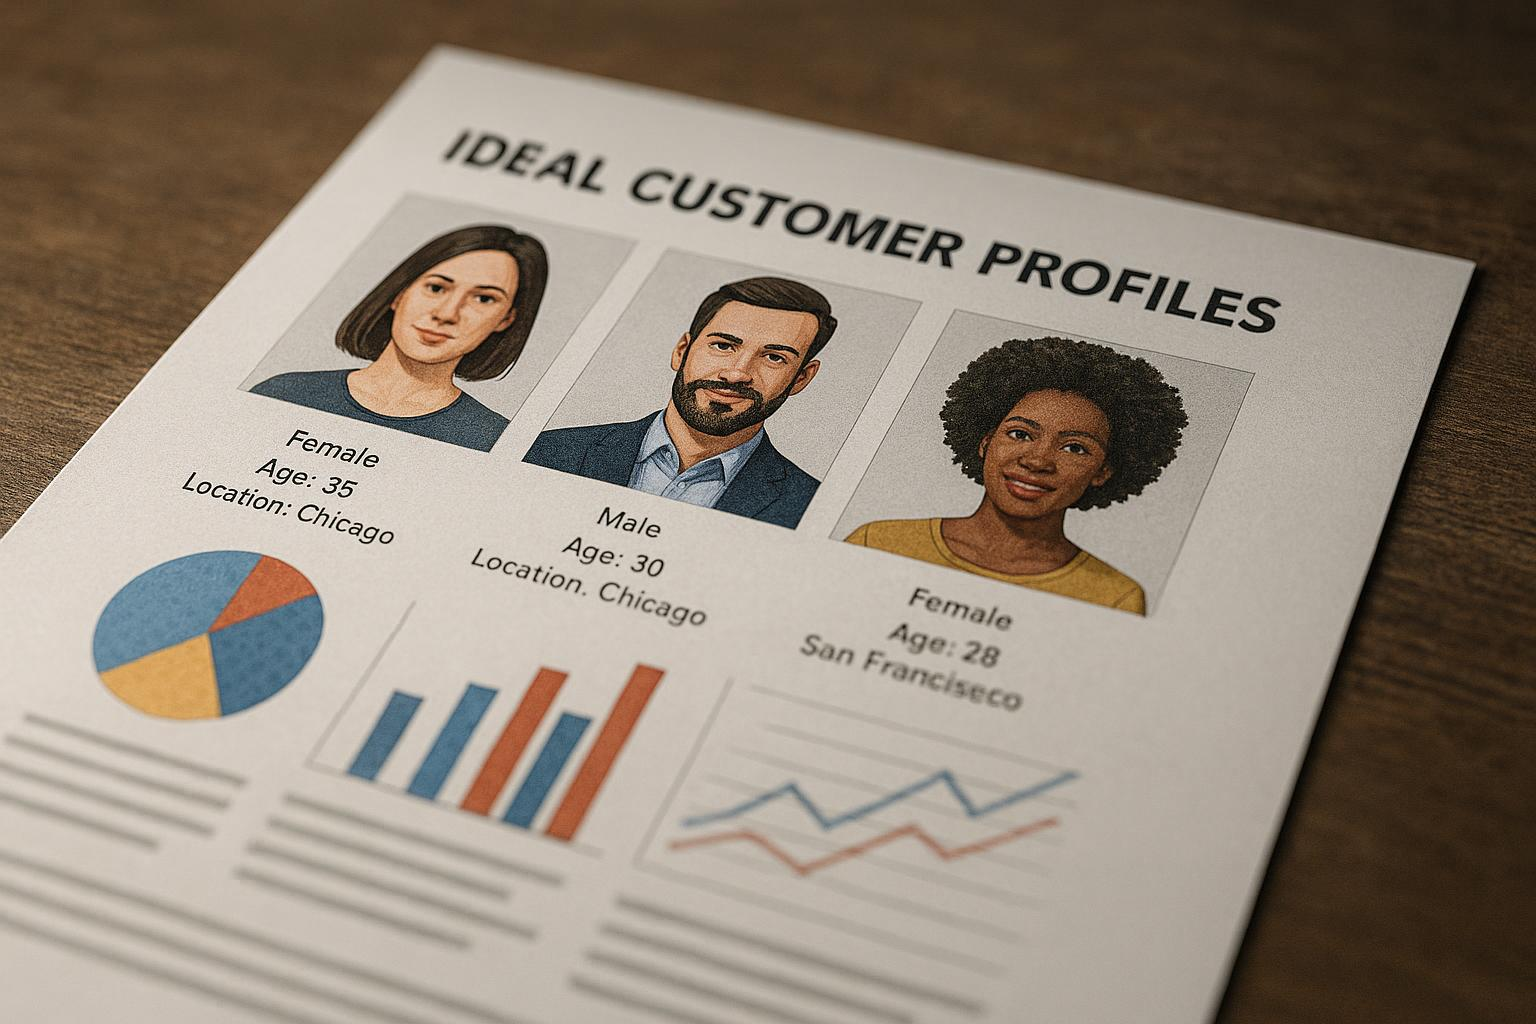 IDEAL CUSTOMER PROFILES
Female
Age: 35
Location: Chicago
Male
Age: 30
Location. Chicago
Female
Age: 28
San Franciseco